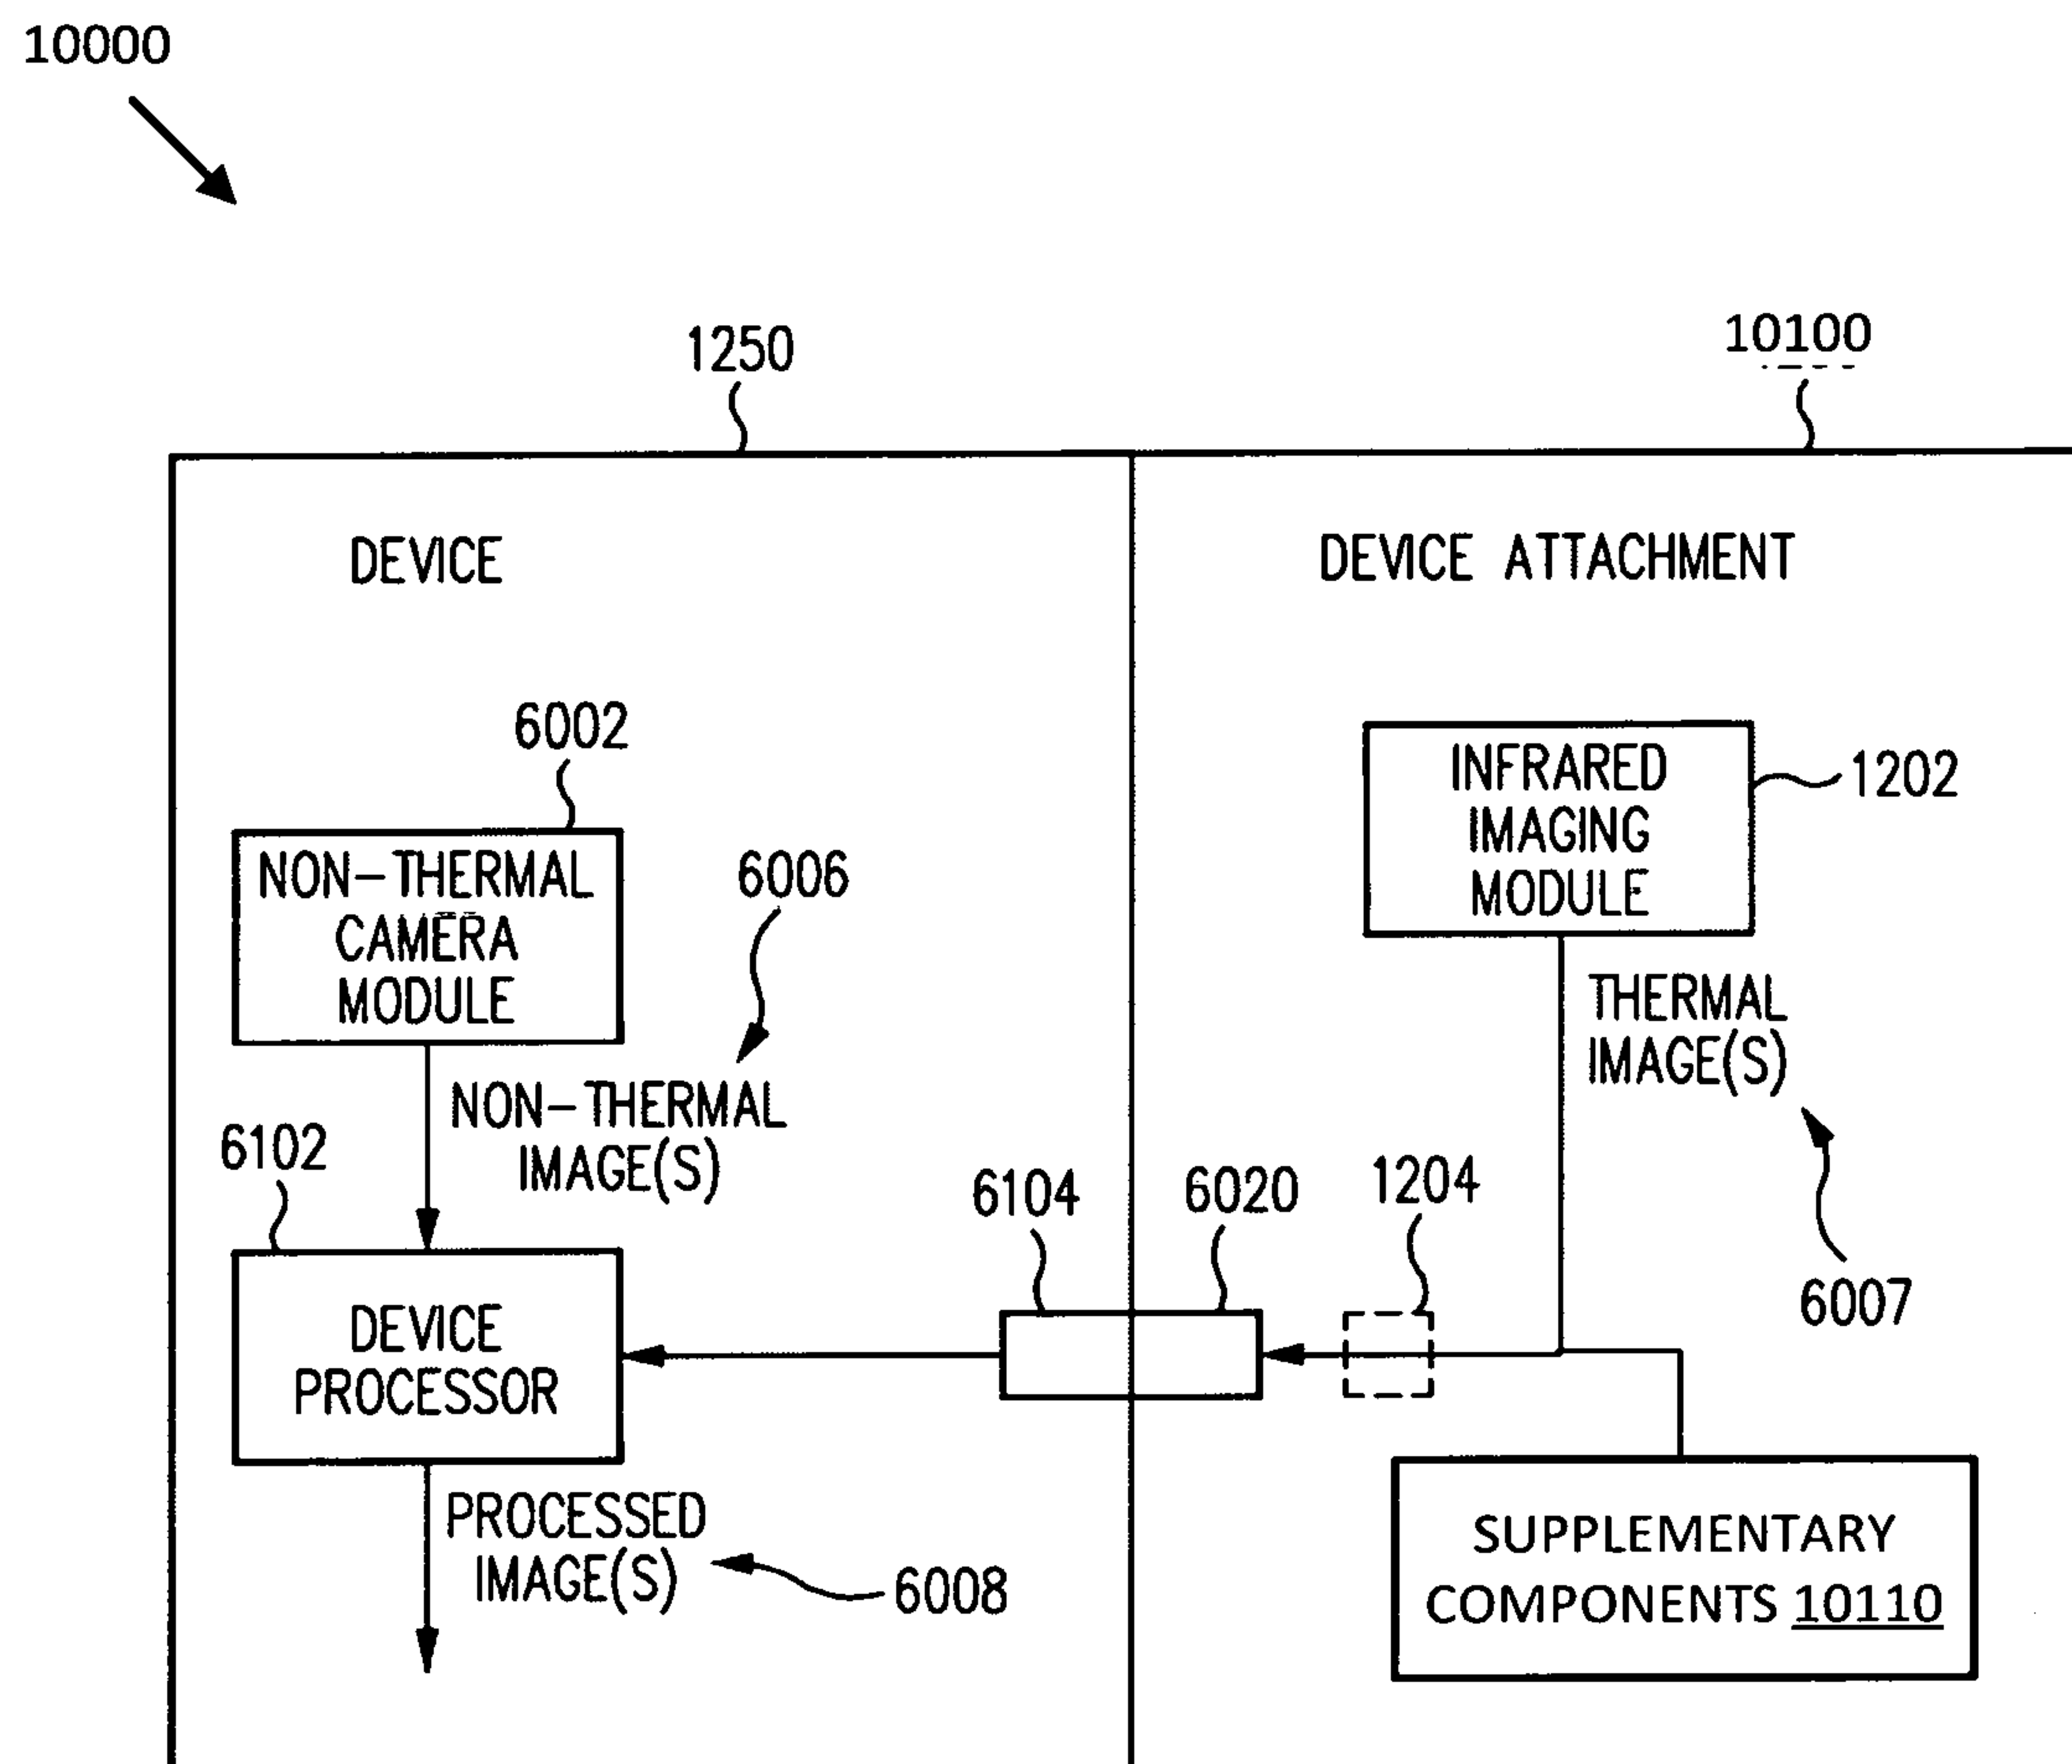 10000
1250
10100
DEVICE
DEVICE ATTACHMENT
6002
NON-THERMAL
CAMERA
MODULE
6006
INFRARED
IMAGING
MODULE
1202
NON-THERMAL
IMAGE(S)
THERMAL
IMAGE(S)
6102
6104
6020
1204
6007
DEVICE
PROCESSOR
PROCESSED
IMAGE(S)
6008
SUPPLEMENTARY
COMPONENTS 10110